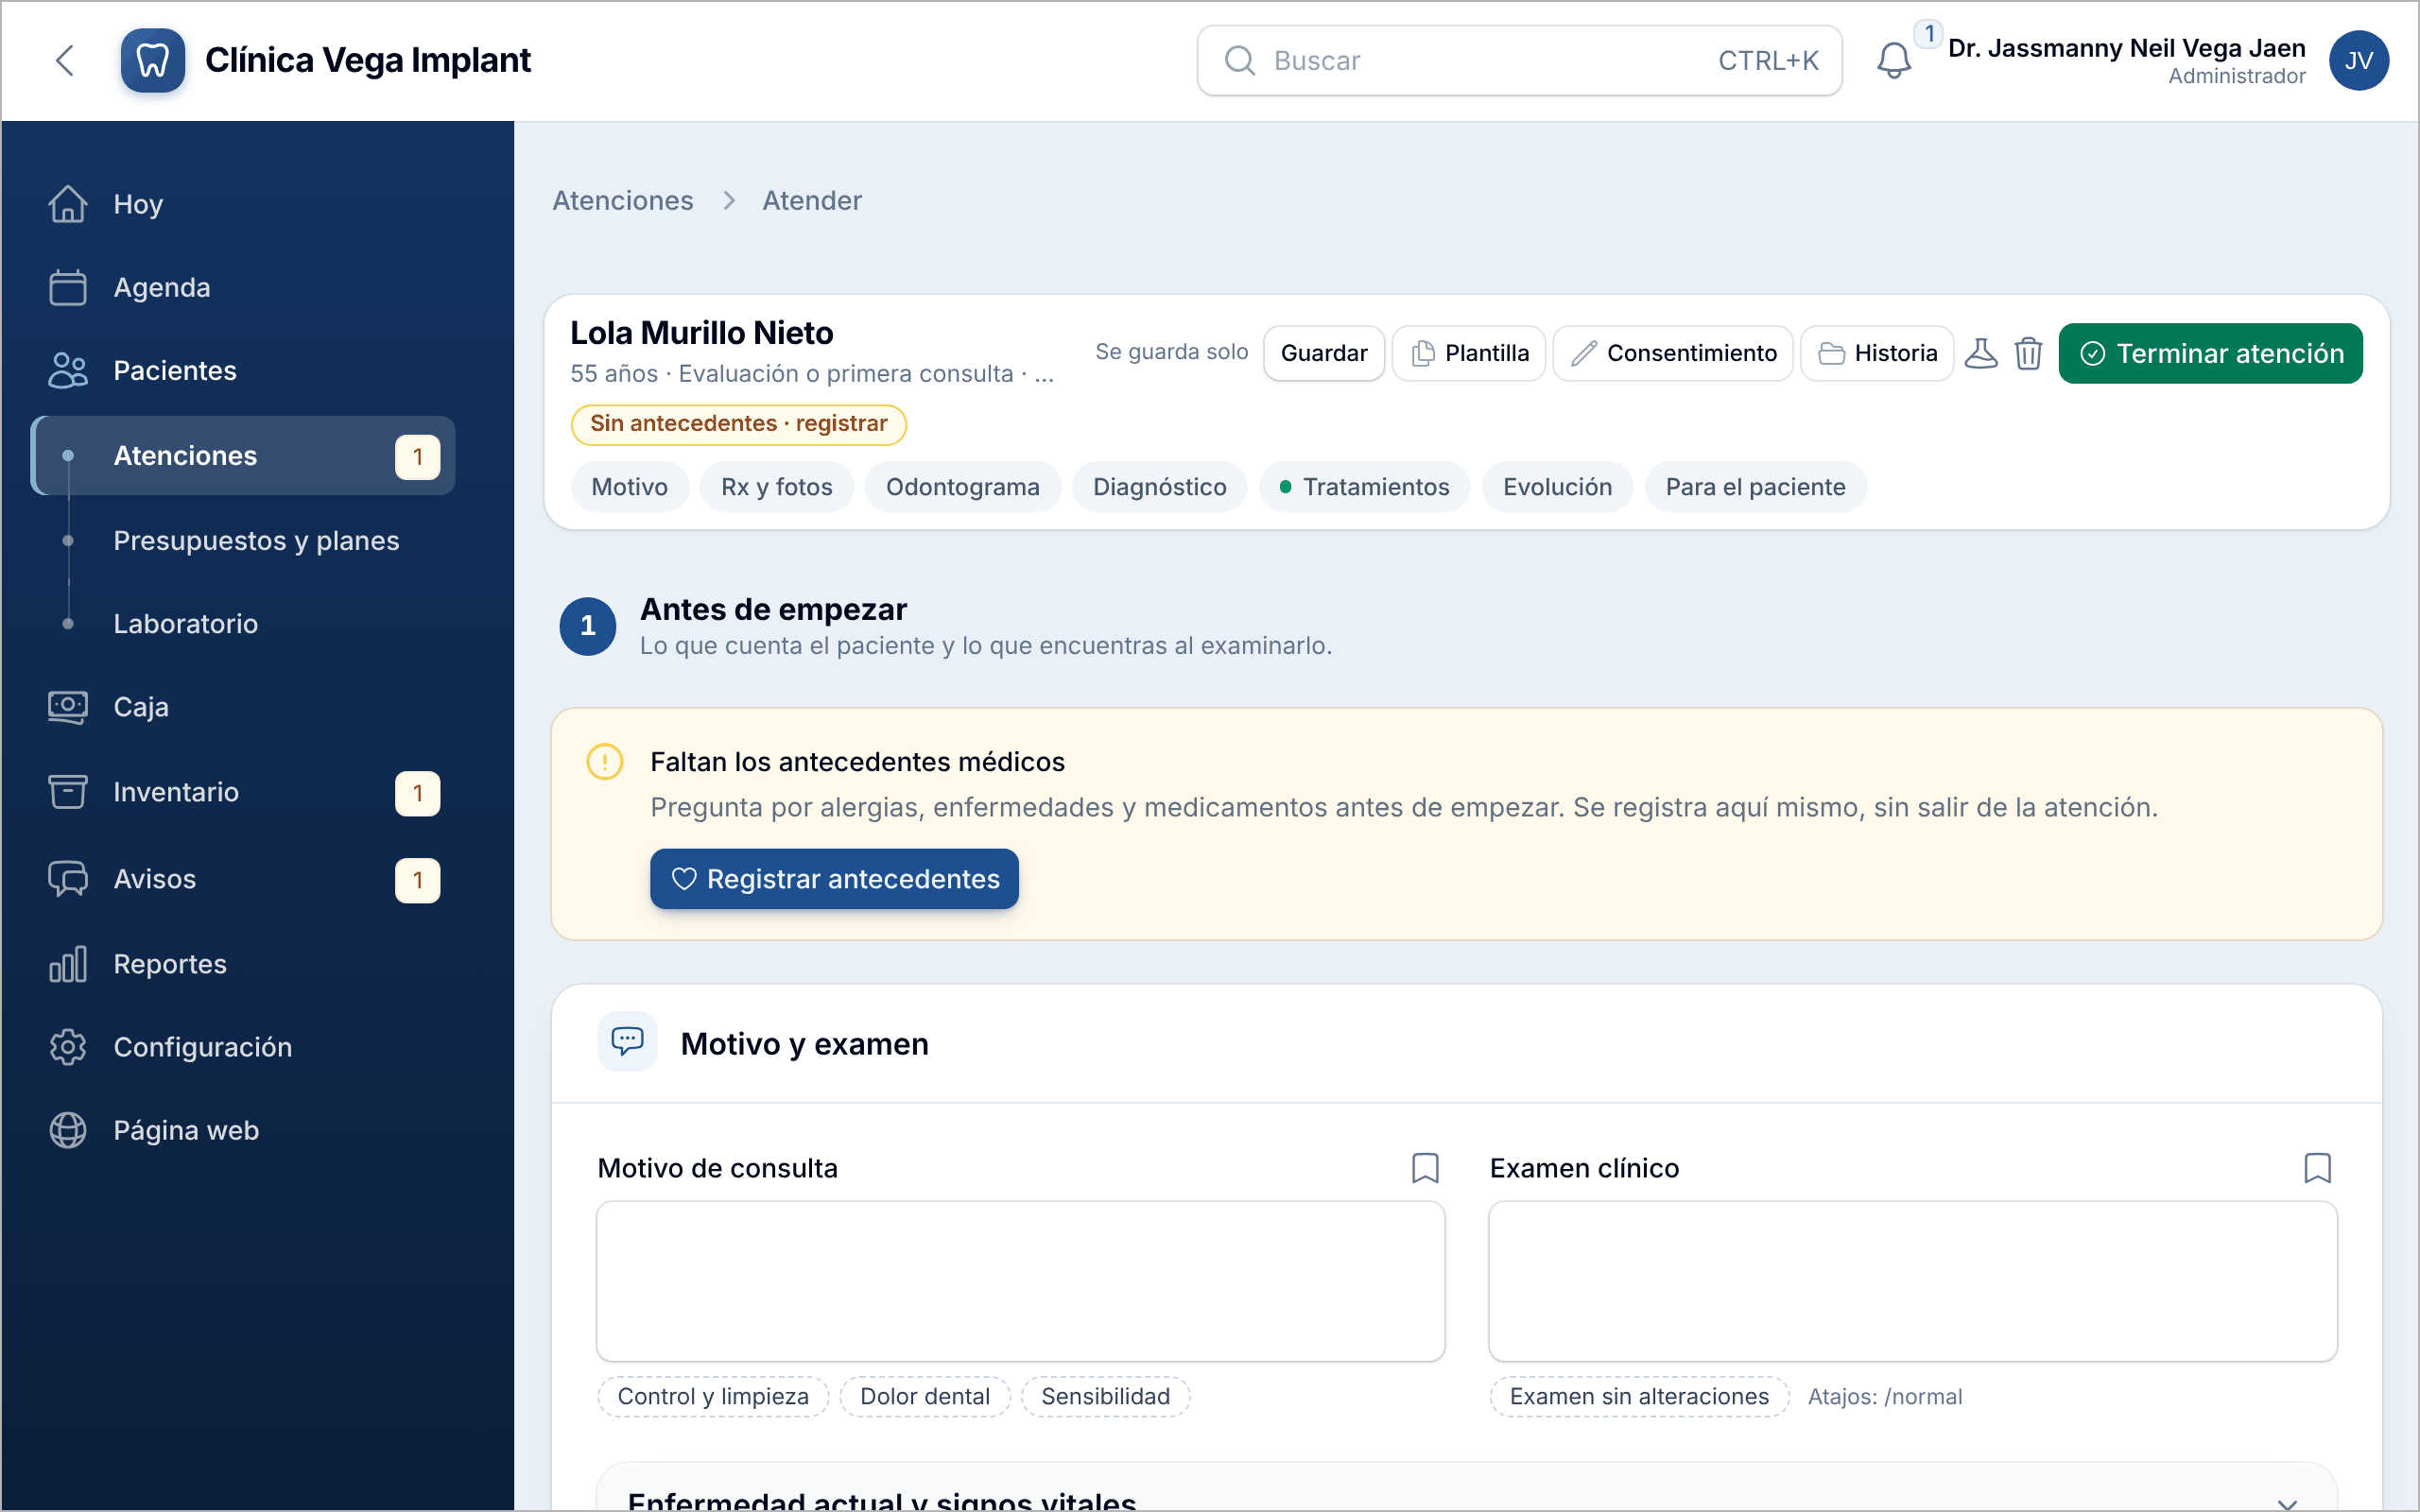 Clínica Vega Implant
Buscar CTRL+K
1
Dr. Jassmanny Neil Vega Jaen
Administrador
JV
Hoy
Agenda
Pacientes
Atenciones 1
Presupuestos y planes
Laboratorio
Caja
Inventario 1
Avisos 1
Reportes
Configuración
Página web
Atenciones Atender
Lola Murillo Nieto
55 años · Evaluación o primera consulta · ...
Se guarda solo Guardar Plantilla Consentimiento Historia Terminar atención
Sin antecedentes · registrar
Motivo Rx y fotos Odontograma Diagnóstico Tratamientos Evolución Para el paciente
1 Antes de empezar
Lo que cuenta el paciente y lo que encuentras al examinarlo.
Faltan los antecedentes médicos
Pregunta por alergias, enfermedades y medicamentos antes de empezar. Se registra aquí mismo, sin salir de la atención.
Registrar antecedentes
Motivo y examen
Motivo de consulta
Control y limpieza Dolor dental Sensibilidad
Examen clínico
Examen sin alteraciones Atajos: /normal
Enfermedad actual y signos vitales